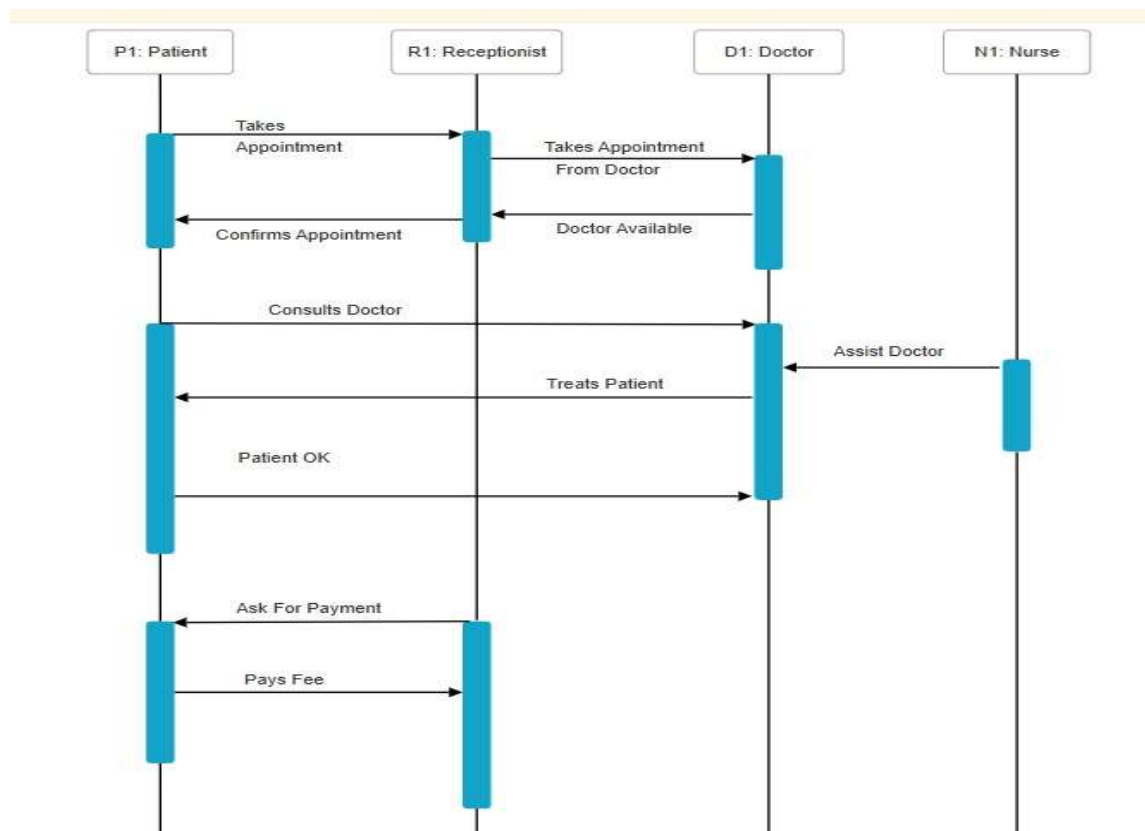 P1: Patient
R1: Receptionist
D1: Doctor
N1: Nurse
Takes
Appointment
Takes Appointment
From Doctor
Confirms Appointment
Doctor Available
Consults Doctor
Assist Doctor
Treats Patient
Patient OK
Ask For Payment
Pays Fee